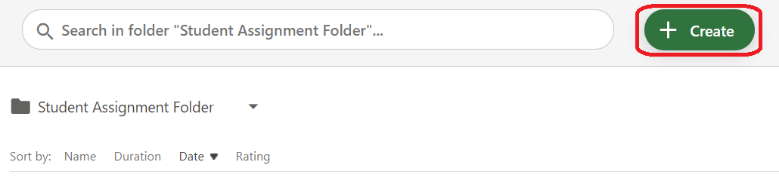 Search in folder "Student Assignment Folder"...
Create
Student Assignment Folder
Sort by: Name Duration Date Rating